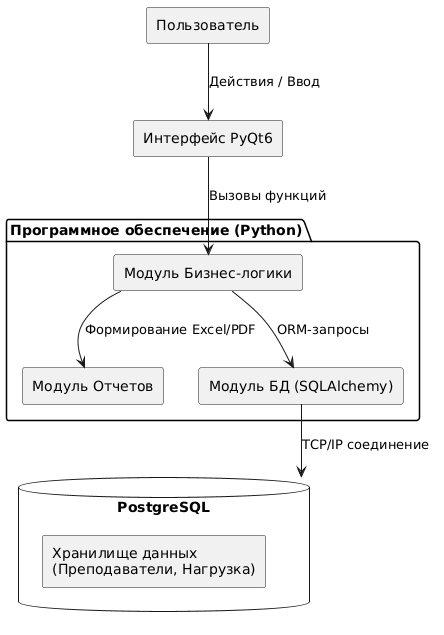 Пользователь
Действия / Ввод
Интерфейс PyQt6
Вызовы функций
Программное обеспечение (Python)
Модуль Бизнес-логики
Формирование Excel/PDF
ORM-запросы
Модуль Отчетов
Модуль БД (SQLAlchemy)
TCP/IP соединение
PostgreSQL
Хранилище данных
(Преподаватели, Нагрузка)